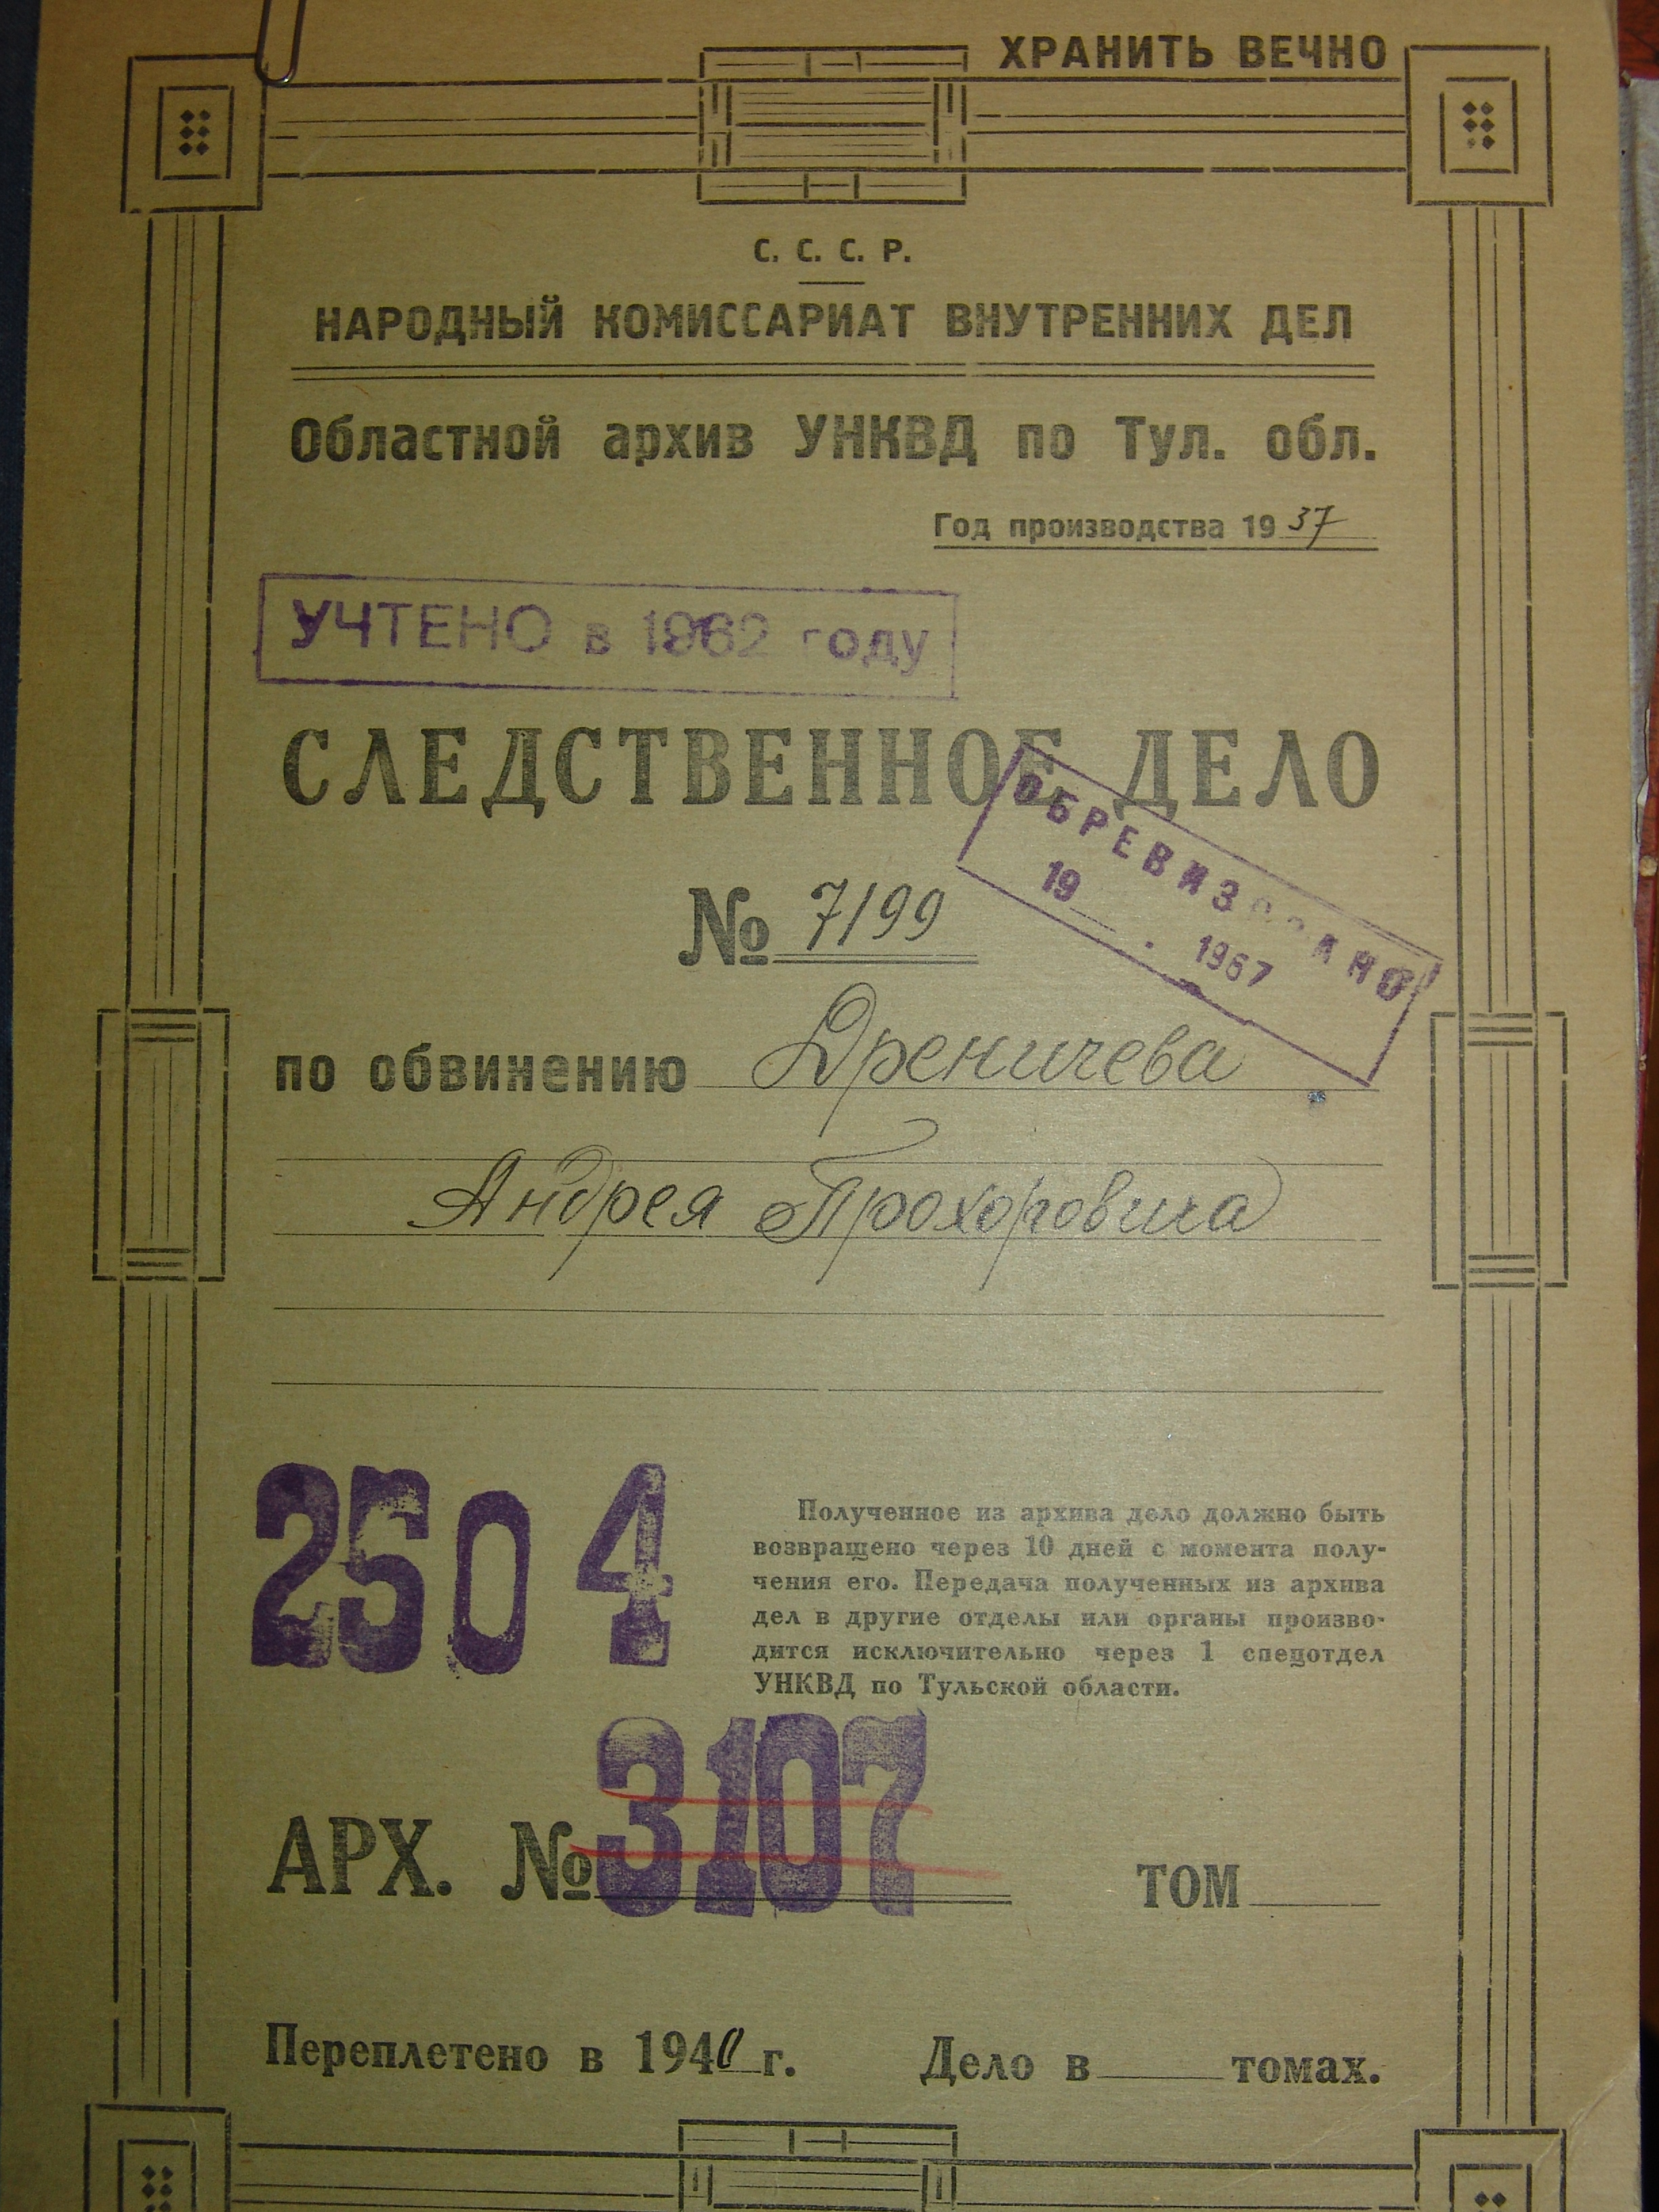 ХРАНИТЬ ВЕЧНО
С. С. С. Р.
НАРОДНЫЙ КОМИССАРИАТ ВНУТРЕННИХ ДЕЛ
Областной архив УНКВД по Тул. обл.
Год производства 1937
УЧТЕНО в 1962 году
СЛЕДСТВЕННОЕ ДЕЛО
ОБРЕВИЗОВАНО
19 . 1967
№ 7199
по обвинению Дреничева
Андрея Прохоровича
2504
Полученное из архива дело должно быть
возвращено через 10 дней с момента полу-
чения его. Передача полученных из архива
дел в другие отделы или органы произво-
дится исключительно через 1 спецотдел
УНКВД по Тульской области.
АРХ. № 3107 ТОМ
Переплетено в 1940 г. Дело в томах.